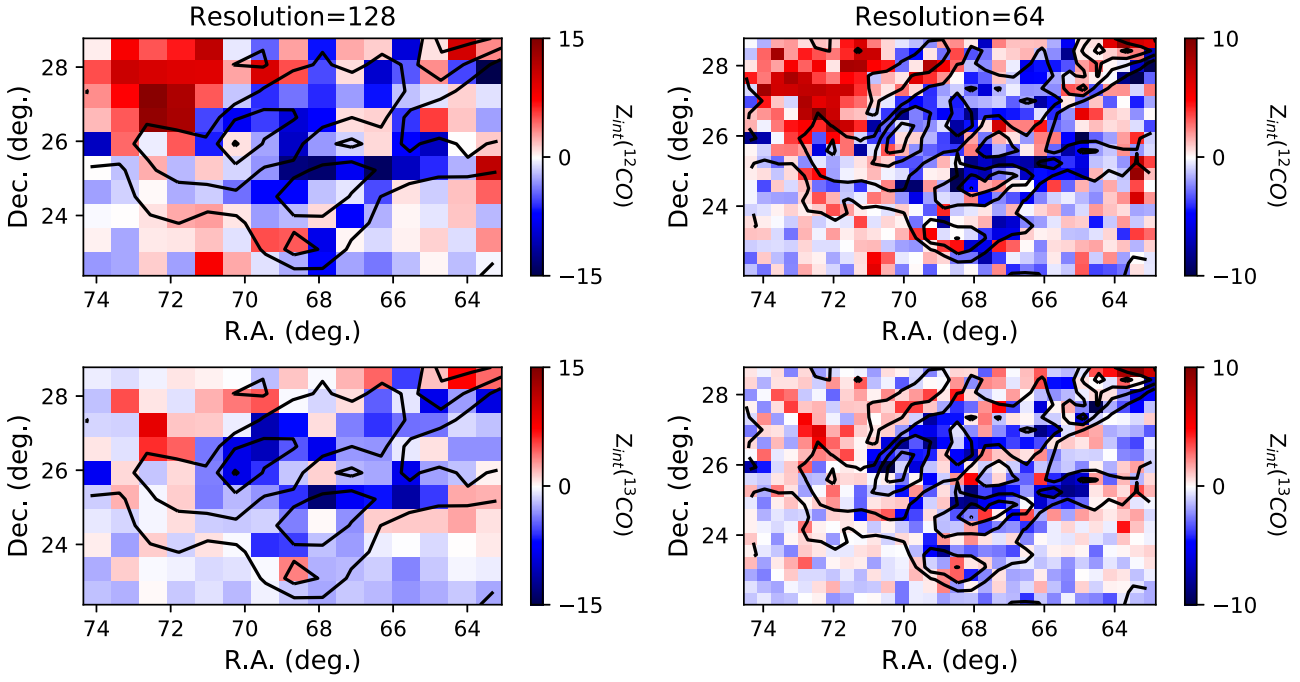 Resolution=128
28
26
24
Dec. (deg.)
74 72 70 68 66 64
R.A. (deg.)
15
0
−15
Z_int(^12CO)
Resolution=64
28
26
24
Dec. (deg.)
74 72 70 68 66 64
R.A. (deg.)
10
0
−10
Z_int(^12CO)
28
26
24
Dec. (deg.)
74 72 70 68 66 64
R.A. (deg.)
15
0
−15
Z_int(^13CO)
28
26
24
Dec. (deg.)
74 72 70 68 66 64
R.A. (deg.)
10
0
−10
Z_int(^13CO)